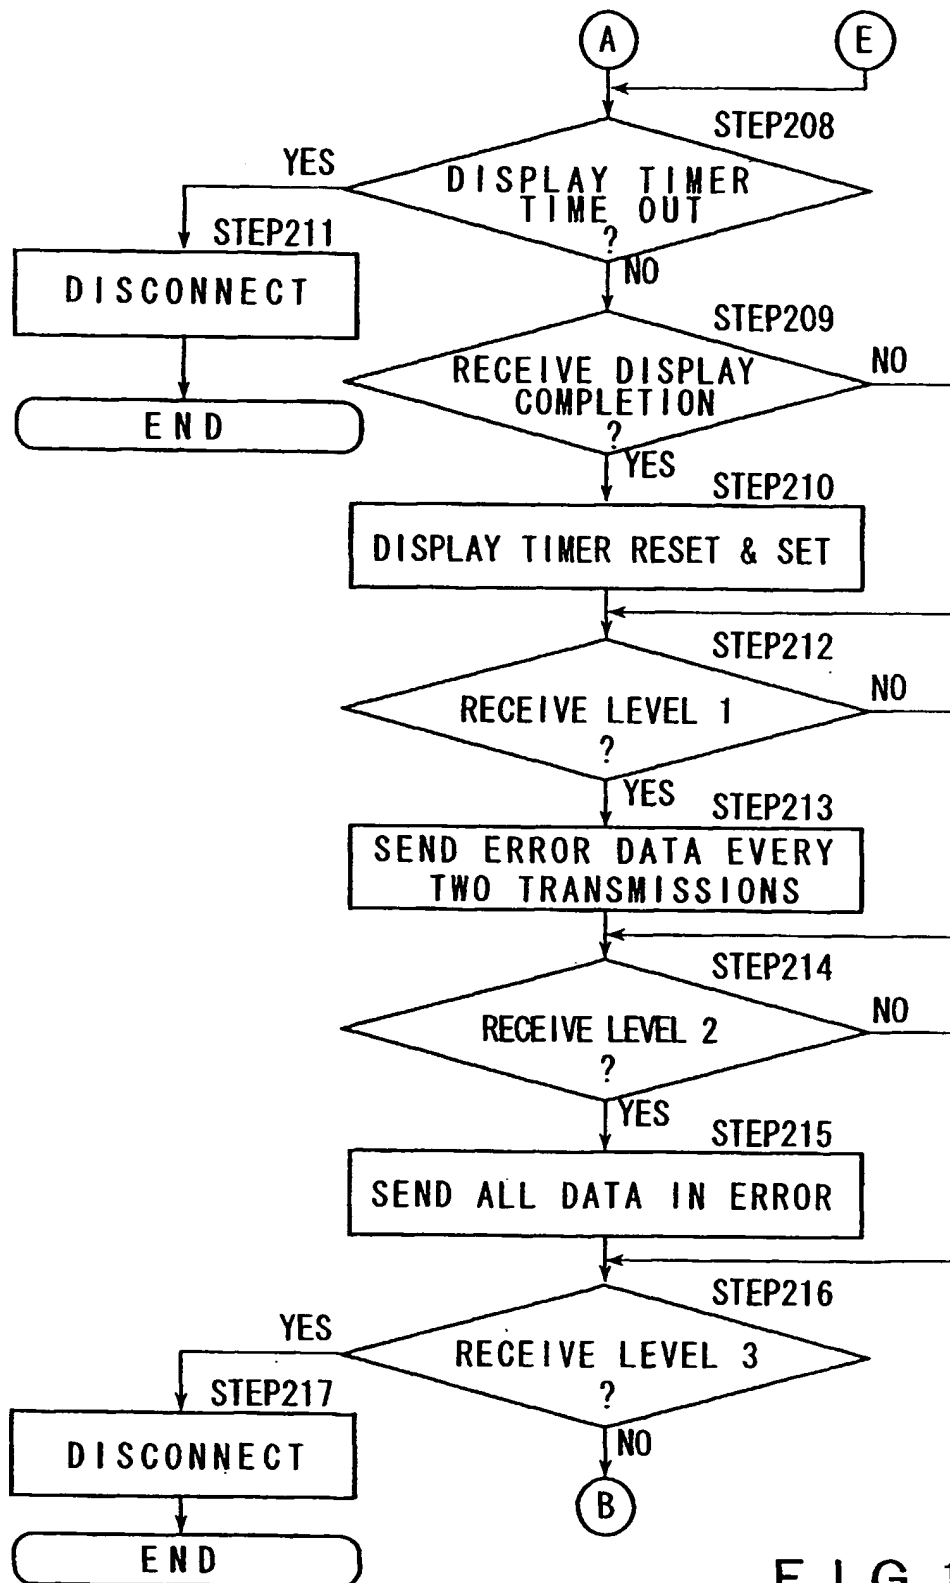 A
E
STEP208
YES
DISPLAY TIMER
TIME OUT
?
NO
STEP211
DISCONNECT
END
STEP209
NO
RECEIVE DISPLAY
COMPLETION
?
YES
STEP210
DISPLAY TIMER RESET & SET
STEP212
NO
RECEIVE LEVEL 1
?
YES
STEP213
SEND ERROR DATA EVERY
TWO TRANSMISSIONS
STEP214
NO
RECEIVE LEVEL 2
?
YES
STEP215
SEND ALL DATA IN ERROR
STEP216
YES
RECEIVE LEVEL 3
?
NO
STEP217
DISCONNECT
END
B
FIG